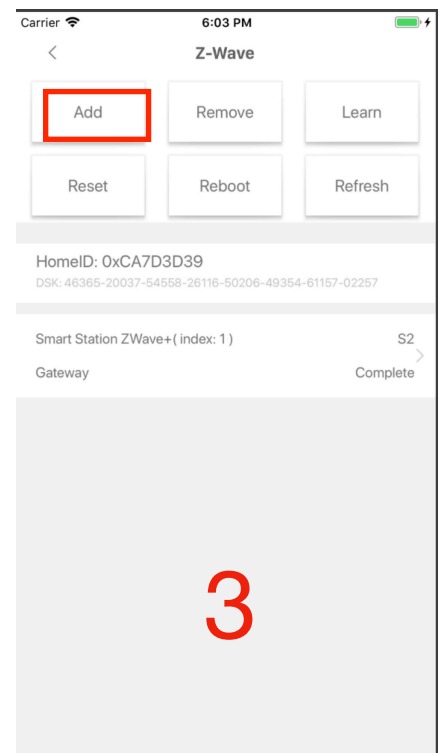 Carrier 6:03 PM
Z-Wave
Add Remove Learn
Reset Reboot Refresh
HomeID: 0xCA7D3D39
DSK: 46365-20037-54558-26116-50206-49354-61157-02257
Smart Station ZWave+( index: 1 ) S2
Gateway Complete
3